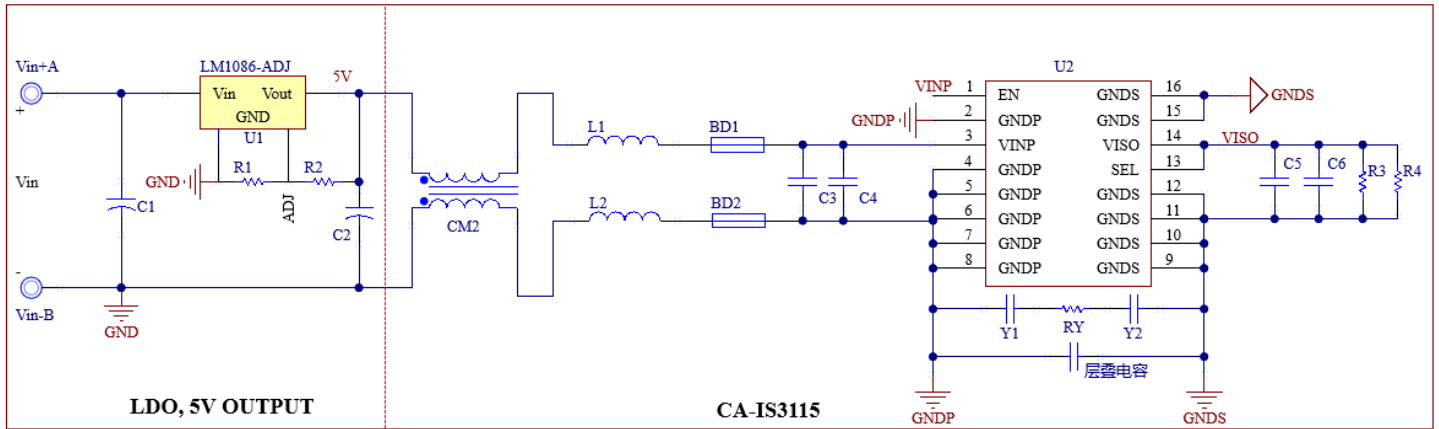 Vin+A
+
Vin
-
Vin-B
LM1086-ADJ
Vin
Vout
GND
U1
5V
GND
R1
R2
ADJ
C1
C2
GND
LDO, 5V OUTPUT
CM2
L1
L2
BD1
BD2
C3
C4
U2
VINP
1
EN
GNDP
2
GNDP
3
VINP
4
GNDP
5
GNDP
6
GNDP
7
GNDP
8
GNDP
GNDS
16
GNDS
GNDS
15
VISO
14
VISO
SEL
13
GNDS
12
GNDS
11
GNDS
10
GNDS
9
C5
C6
R3
R4
Y1
RY
Y2
层叠电容
GNDP
GNDS
CA-IS3115